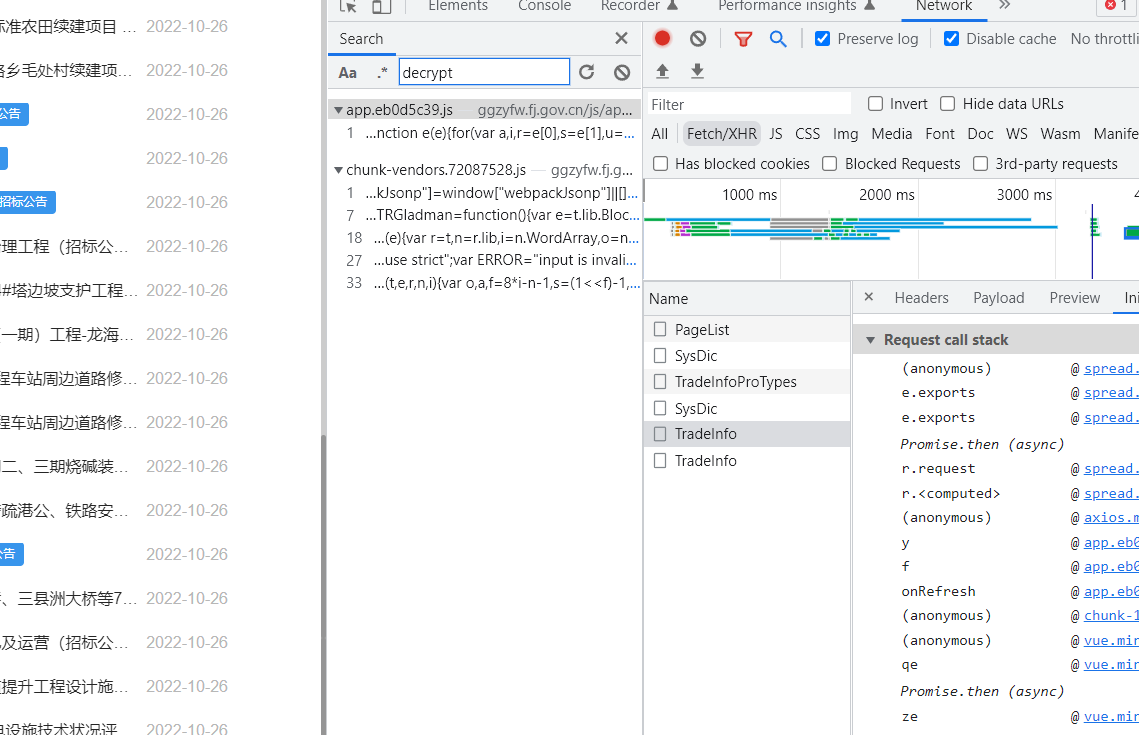 示准农田续建项目 … 2022-10-26
乡毛处村续建项… 2022-10-26
公告 2022-10-26
2022-10-26
招标公告 2022-10-26
理工程（招标公… 2022-10-26
#塔边坡支护工程… 2022-10-26
一期）工程-龙海… 2022-10-26
程车站周边道路修… 2022-10-26
程车站周边道路修… 2022-10-26
二、三期烧碱装… 2022-10-26
疏港公、铁路安… 2022-10-26
公告 2022-10-26
、三县洲大桥等7… 2022-10-26
及运营（招标公… 2022-10-26
提升工程设计施… 2022-10-26
设施技术状况评 2022-10-26
Elements Console Recorder Performance insights Network » 1
Search ×
Preserve log Disable cache No throttli
Aa .* decrypt
Filter Invert Hide data URLs
All Fetch/XHR JS CSS Img Media Font Doc WS Wasm Manife
Has blocked cookies Blocked Requests 3rd-party requests
1000 ms 2000 ms 3000 ms 4
app.eb0d5c39.js — ggzyfw.fj.gov.cn/js/ap…
1 …nction e(e){for(var a,i,r=e[0],s=e[1],u=…
chunk-vendors.72087528.js — ggzyfw.fj.g…
1 …kJsonp"]=window["webpackJsonp"]||[]…
7 …TRGladman=function(){var e=t.lib.Bloc…
18 …(e){var r=t,n=r.lib,i=n.WordArray,o=n…
27 …use strict";var ERROR="input is invali…
33 …(t,e,r,n,i){var o,a,f=8*i-n-1,s=(1<<f)-1,…
Name
PageList
SysDic
TradeInfoProTypes
SysDic
TradeInfo
TradeInfo
× Headers Payload Preview Ini
Request call stack
(anonymous) @ spread.
e.exports @ spread.
e.exports @ spread.
Promise.then (async)
r.request @ spread.
r.<computed> @ spread.
(anonymous) @ axios.m
y @ app.eb0
f @ app.eb0
onRefresh @ app.eb0
(anonymous) @ chunk-1
(anonymous) @ vue.min
qe @ vue.min
Promise.then (async)
ze @ vue.min